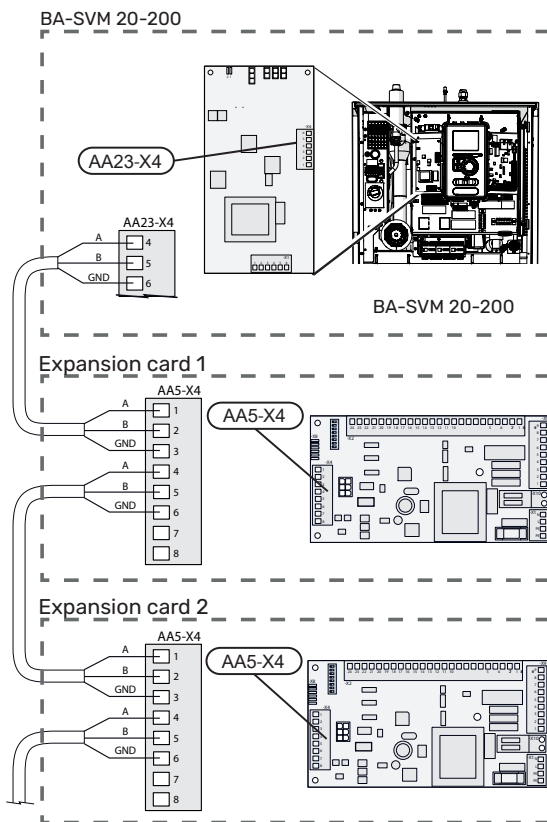 BA-SVM 20-200
AA23-X4
AA23-X4
A
4
B
5
GND
6
BA-SVM 20-200
Expansion card 1
AA5-X4
A
1
B
2
GND
3
A
4
B
5
GND
6
7
8
AA5-X4
Expansion card 2
AA5-X4
A
1
B
2
GND
3
A
4
B
5
GND
6
7
8
AA5-X4